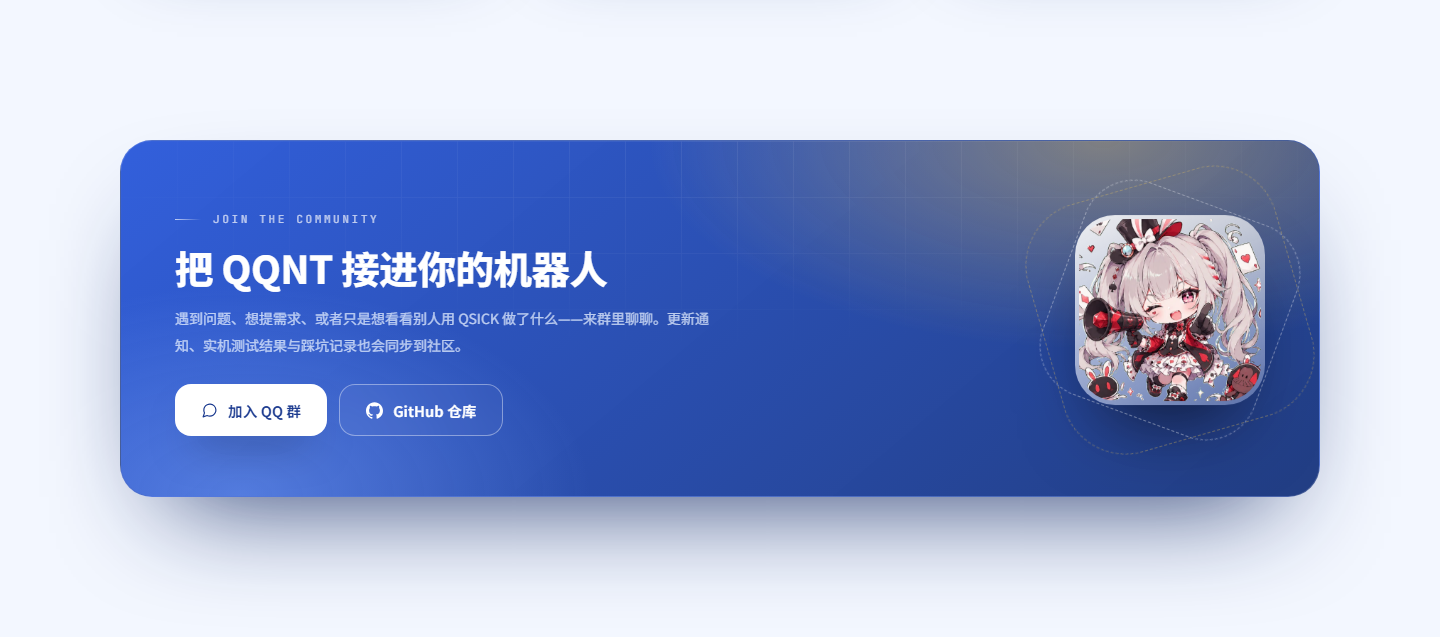 JOIN THE COMMUNITY
把 QQNT 接进你的机器人
遇到问题、想提需求、或者只是想看看别人用 QSICK 做了什么——来群里聊聊。更新通
知、实机测试结果与踩坑记录也会同步到社区。
加入 QQ 群
GitHub 仓库